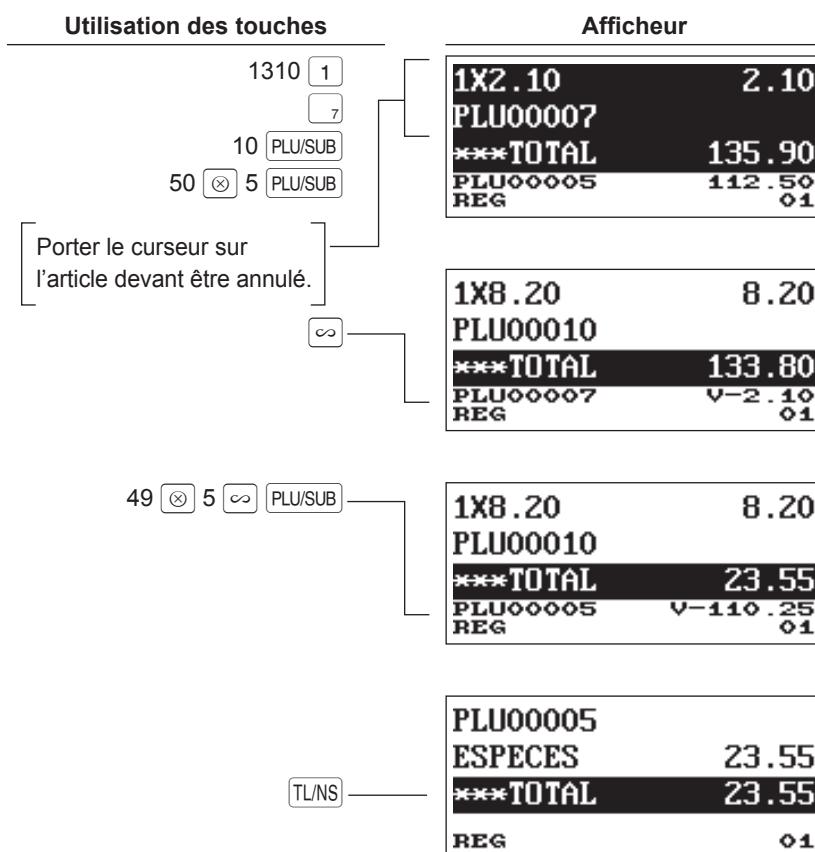 Utilisation des touches
Afficheur
1310 1
7
10 PLU/SUB
50 ⊗ 5 PLU/SUB
Porter le curseur sur
l'article devant être annulé.
1X2.10 2.10
PLU00007
***TOTAL 135.90
PLU00005 112.50
REG 01
∽
1X8.20 8.20
PLU00010
***TOTAL 133.80
PLU00007 V-2.10
REG 01
49 ⊗ 5 ∽ PLU/SUB
1X8.20 8.20
PLU00010
***TOTAL 23.55
PLU00005 V-110.25
REG 01
TL/NS
PLU00005
ESPECES 23.55
***TOTAL 23.55
REG 01